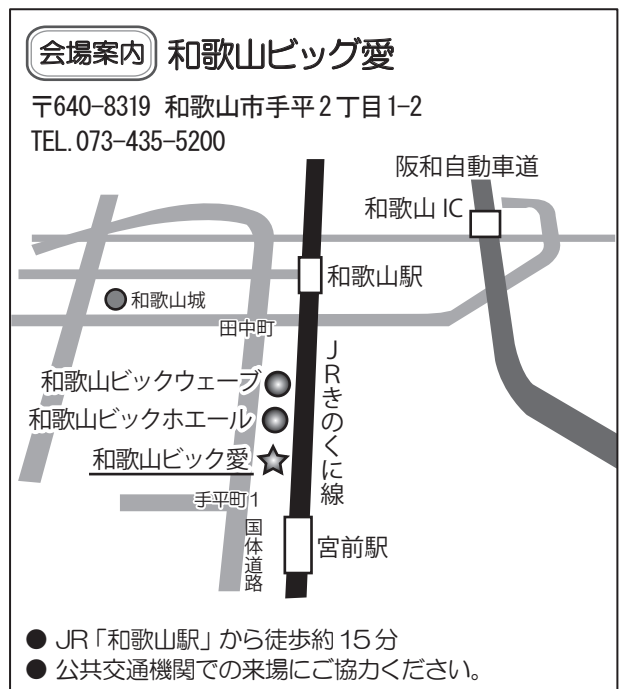 会場案内 和歌山ビッグ愛
〒640-8319 和歌山市手平2丁目1-2
TEL.073-435-5200
阪和自動車道
和歌山IC
和歌山駅
和歌山城
田中町
JRきのくに線
和歌山ビックウェーブ
和歌山ビックホエール
和歌山ビック愛
手平町1
国体道路
宮前駅
● JR「和歌山駅」から徒歩約15分
● 公共交通機関での来場にご協力ください。